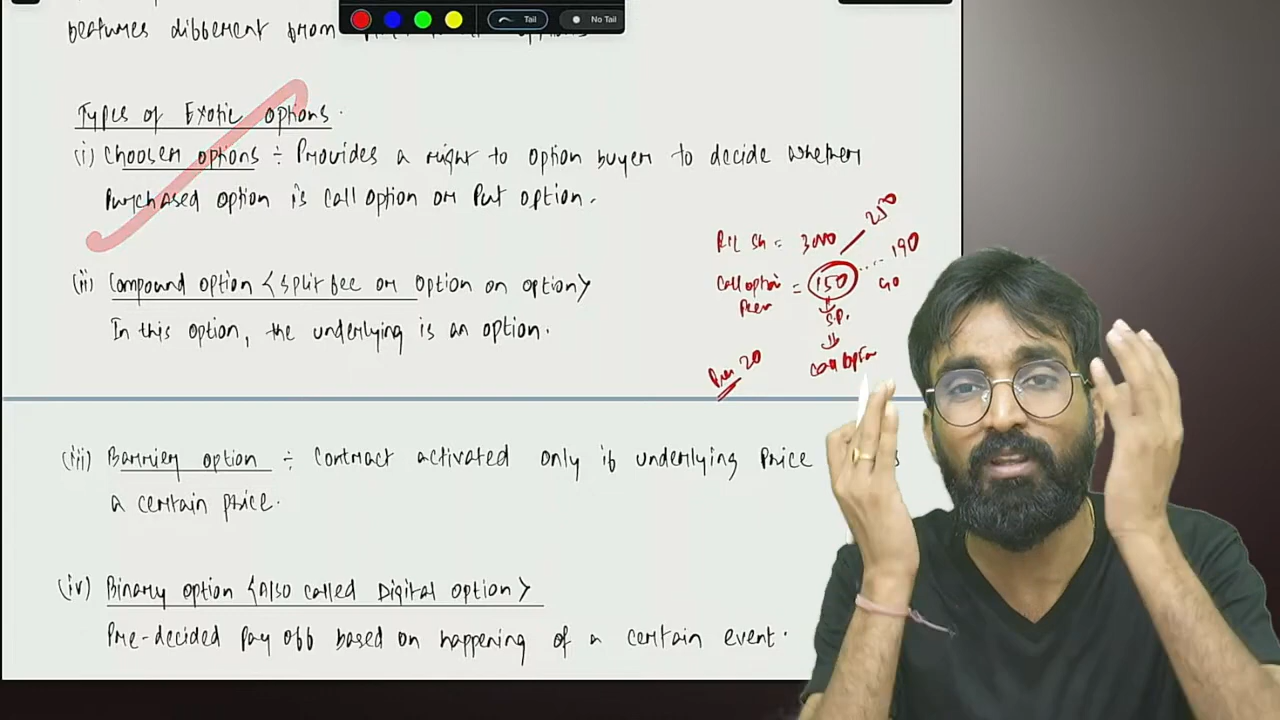 features different from
Tail
No Tail
Types of Exotic options.
(i) Chooser options ÷ Provides a right to option buyer to decide whether
Purchased option is call option or Put option.
(ii) Compound option <split fee or option on option>
In this option, the underlying is an option.
RIL Sh = 3000
250
190
Call option = 150
40
Prem
S.P.
Call option
Prem 20
(iii) Barrier option ÷ Contract activated only if underlying Price
a certain price.
(iv) Binary option <Also called Digital option>
Pre-decided Pay off based on happening of a certain event.